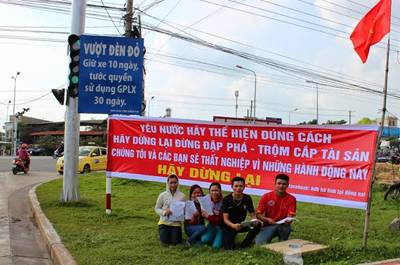 VƯỢT ĐÈN ĐỎ
Giữ xe 10 ngày,
tước quyền
sử dụng GPLX
30 ngày.
YÊU NƯỚC HÃY THỂ HIỆN ĐÚNG CÁCH
HÃY DỪNG LẠI ĐỪNG ĐẬP PHÁ - TRỘM CẮP TÀI SẢN
CHÚNG TÔI VÀ CÁC BẠN SẼ THẤT NGHIỆP VÌ NHỮNG HÀNH ĐỘNG NÀY
HÃY DỪNG LẠI